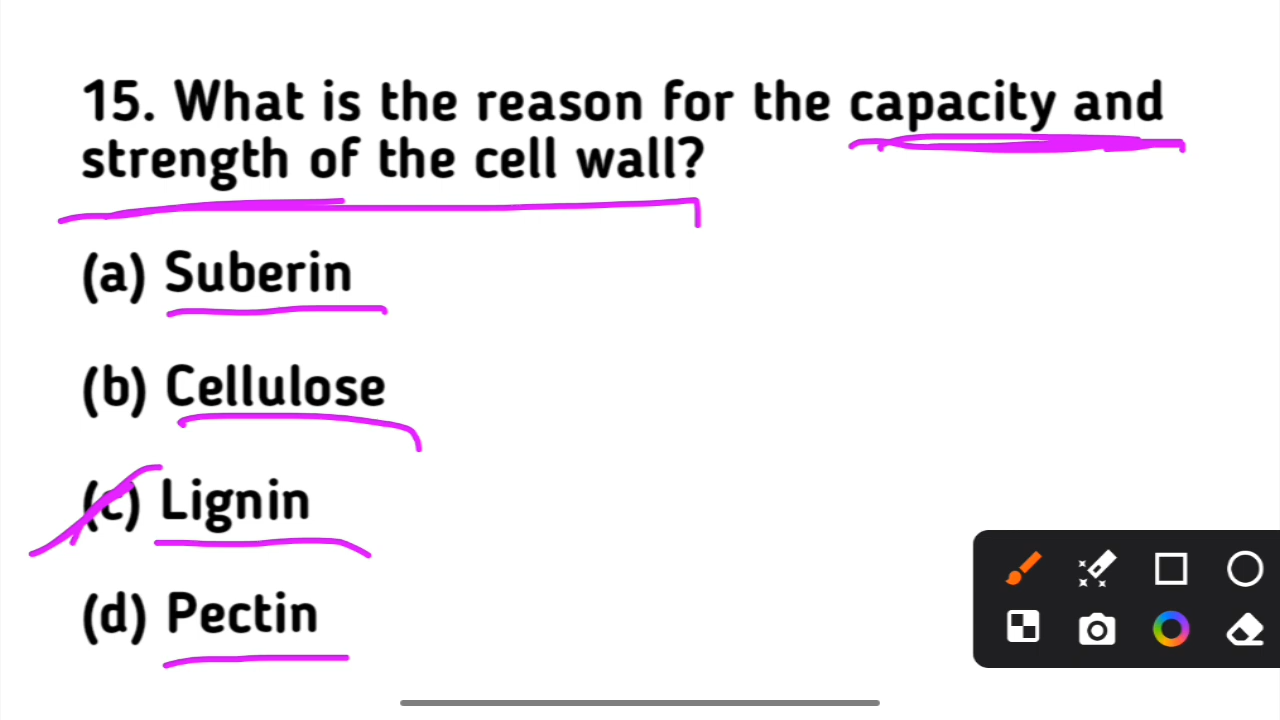 15. What is the reason for the capacity and
strength of the cell wall?
(a) Suberin
(b) Cellulose
(c) Lignin
(d) Pectin